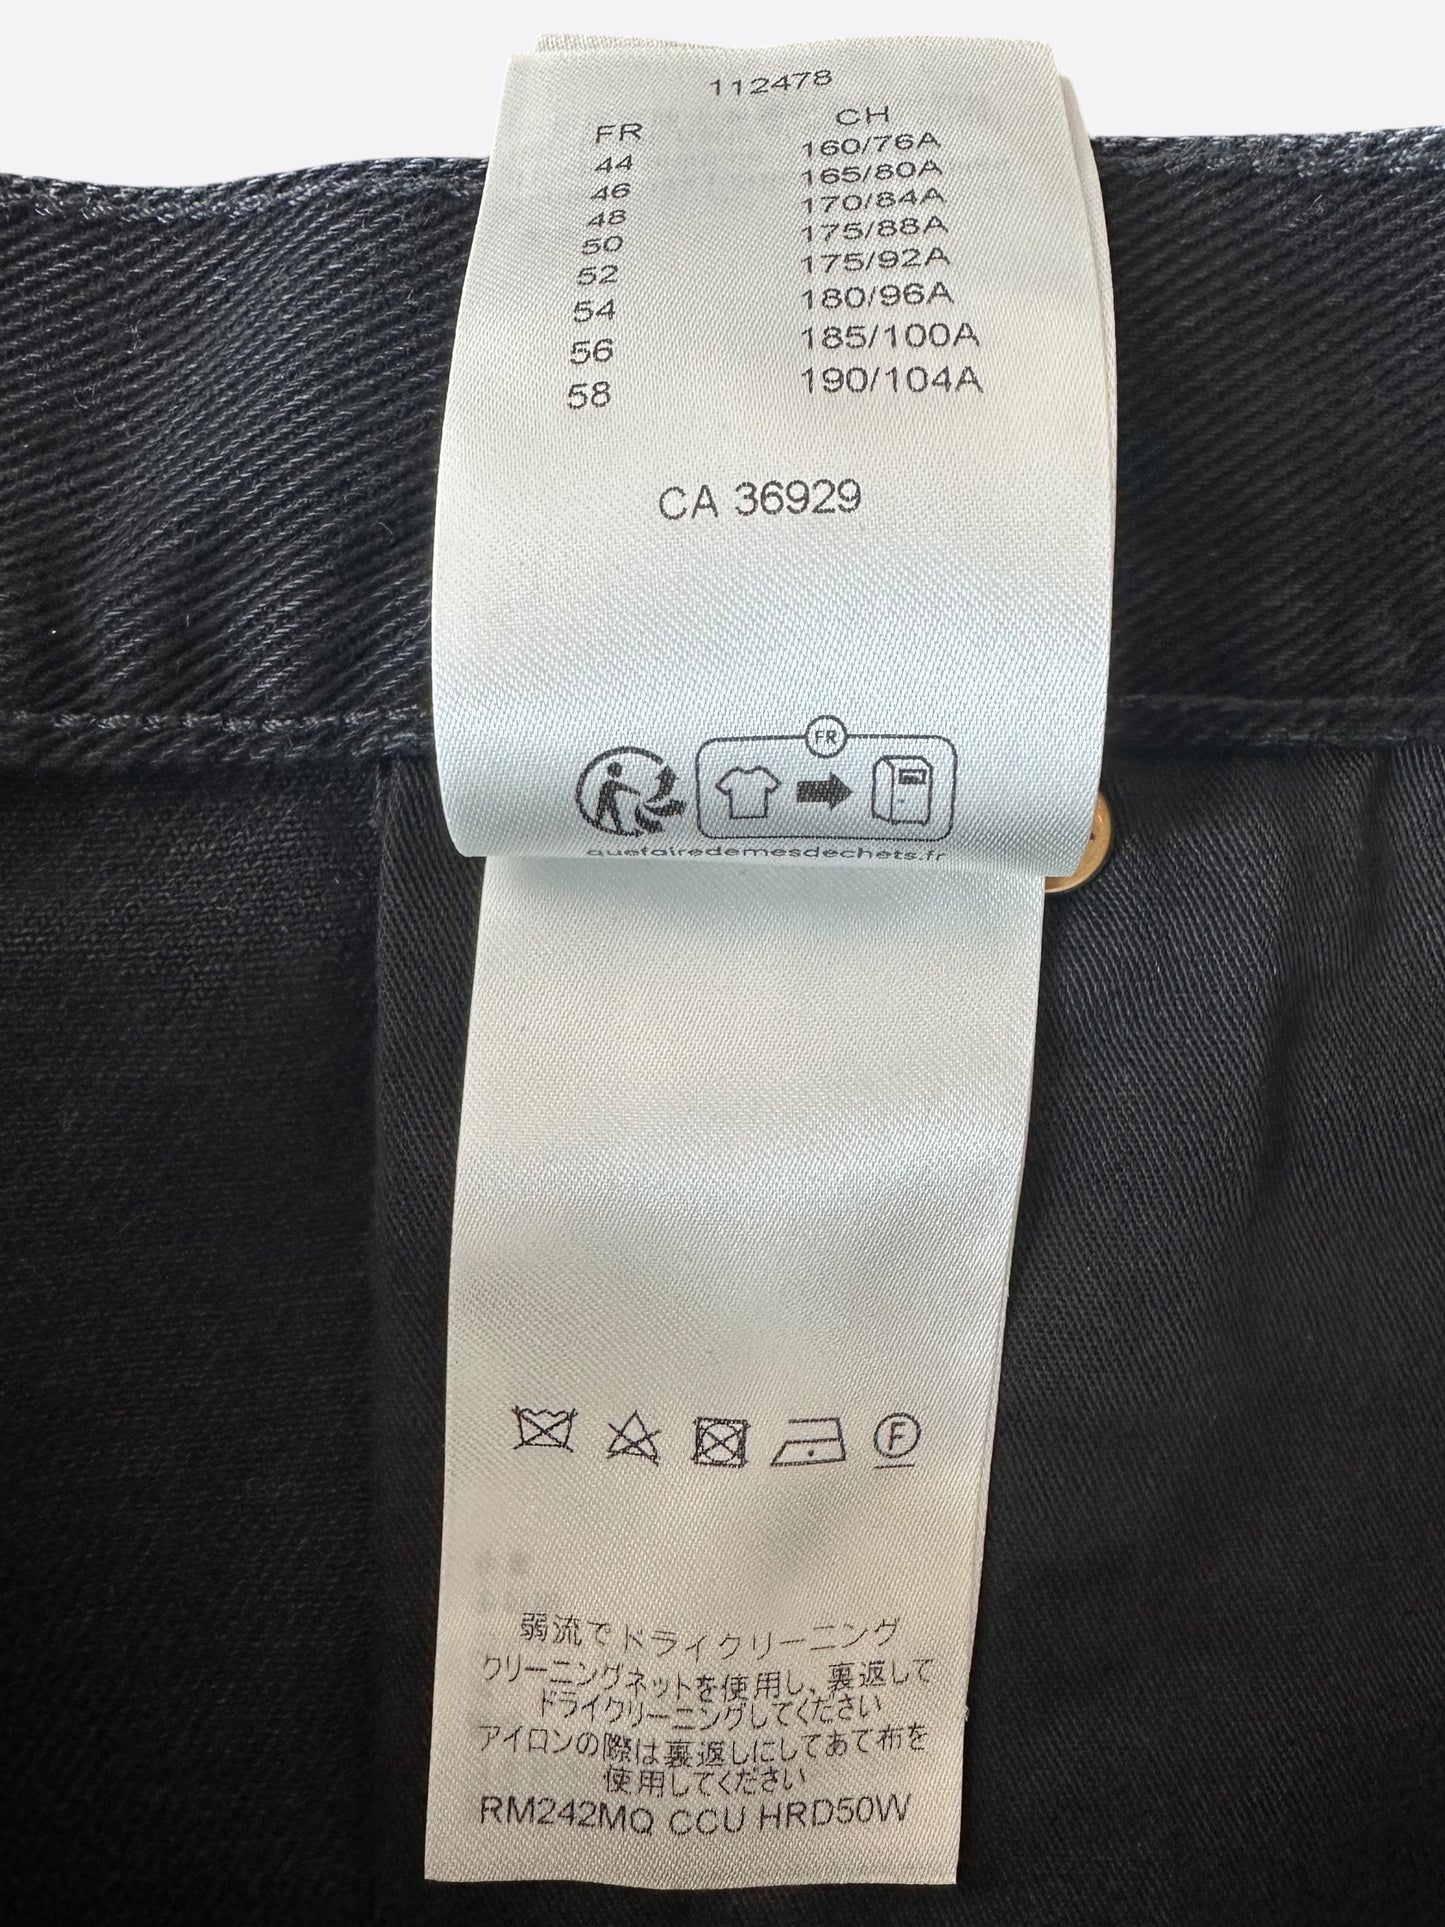 112478
FR CH
44 160/76A
46 165/80A
48 170/84A
50 175/88A
52 175/92A
54 180/96A
56 185/100A
58 190/104A
CA 36929
FR
quefairedemesdechets.fr
F
弱流でドライクリーニング
クリーニングネットを使用し、裏返して
ドライクリーニングしてください
アイロンの際は裏返しにしてあて布を
使用してください
RM242MQ CCU HRD50W